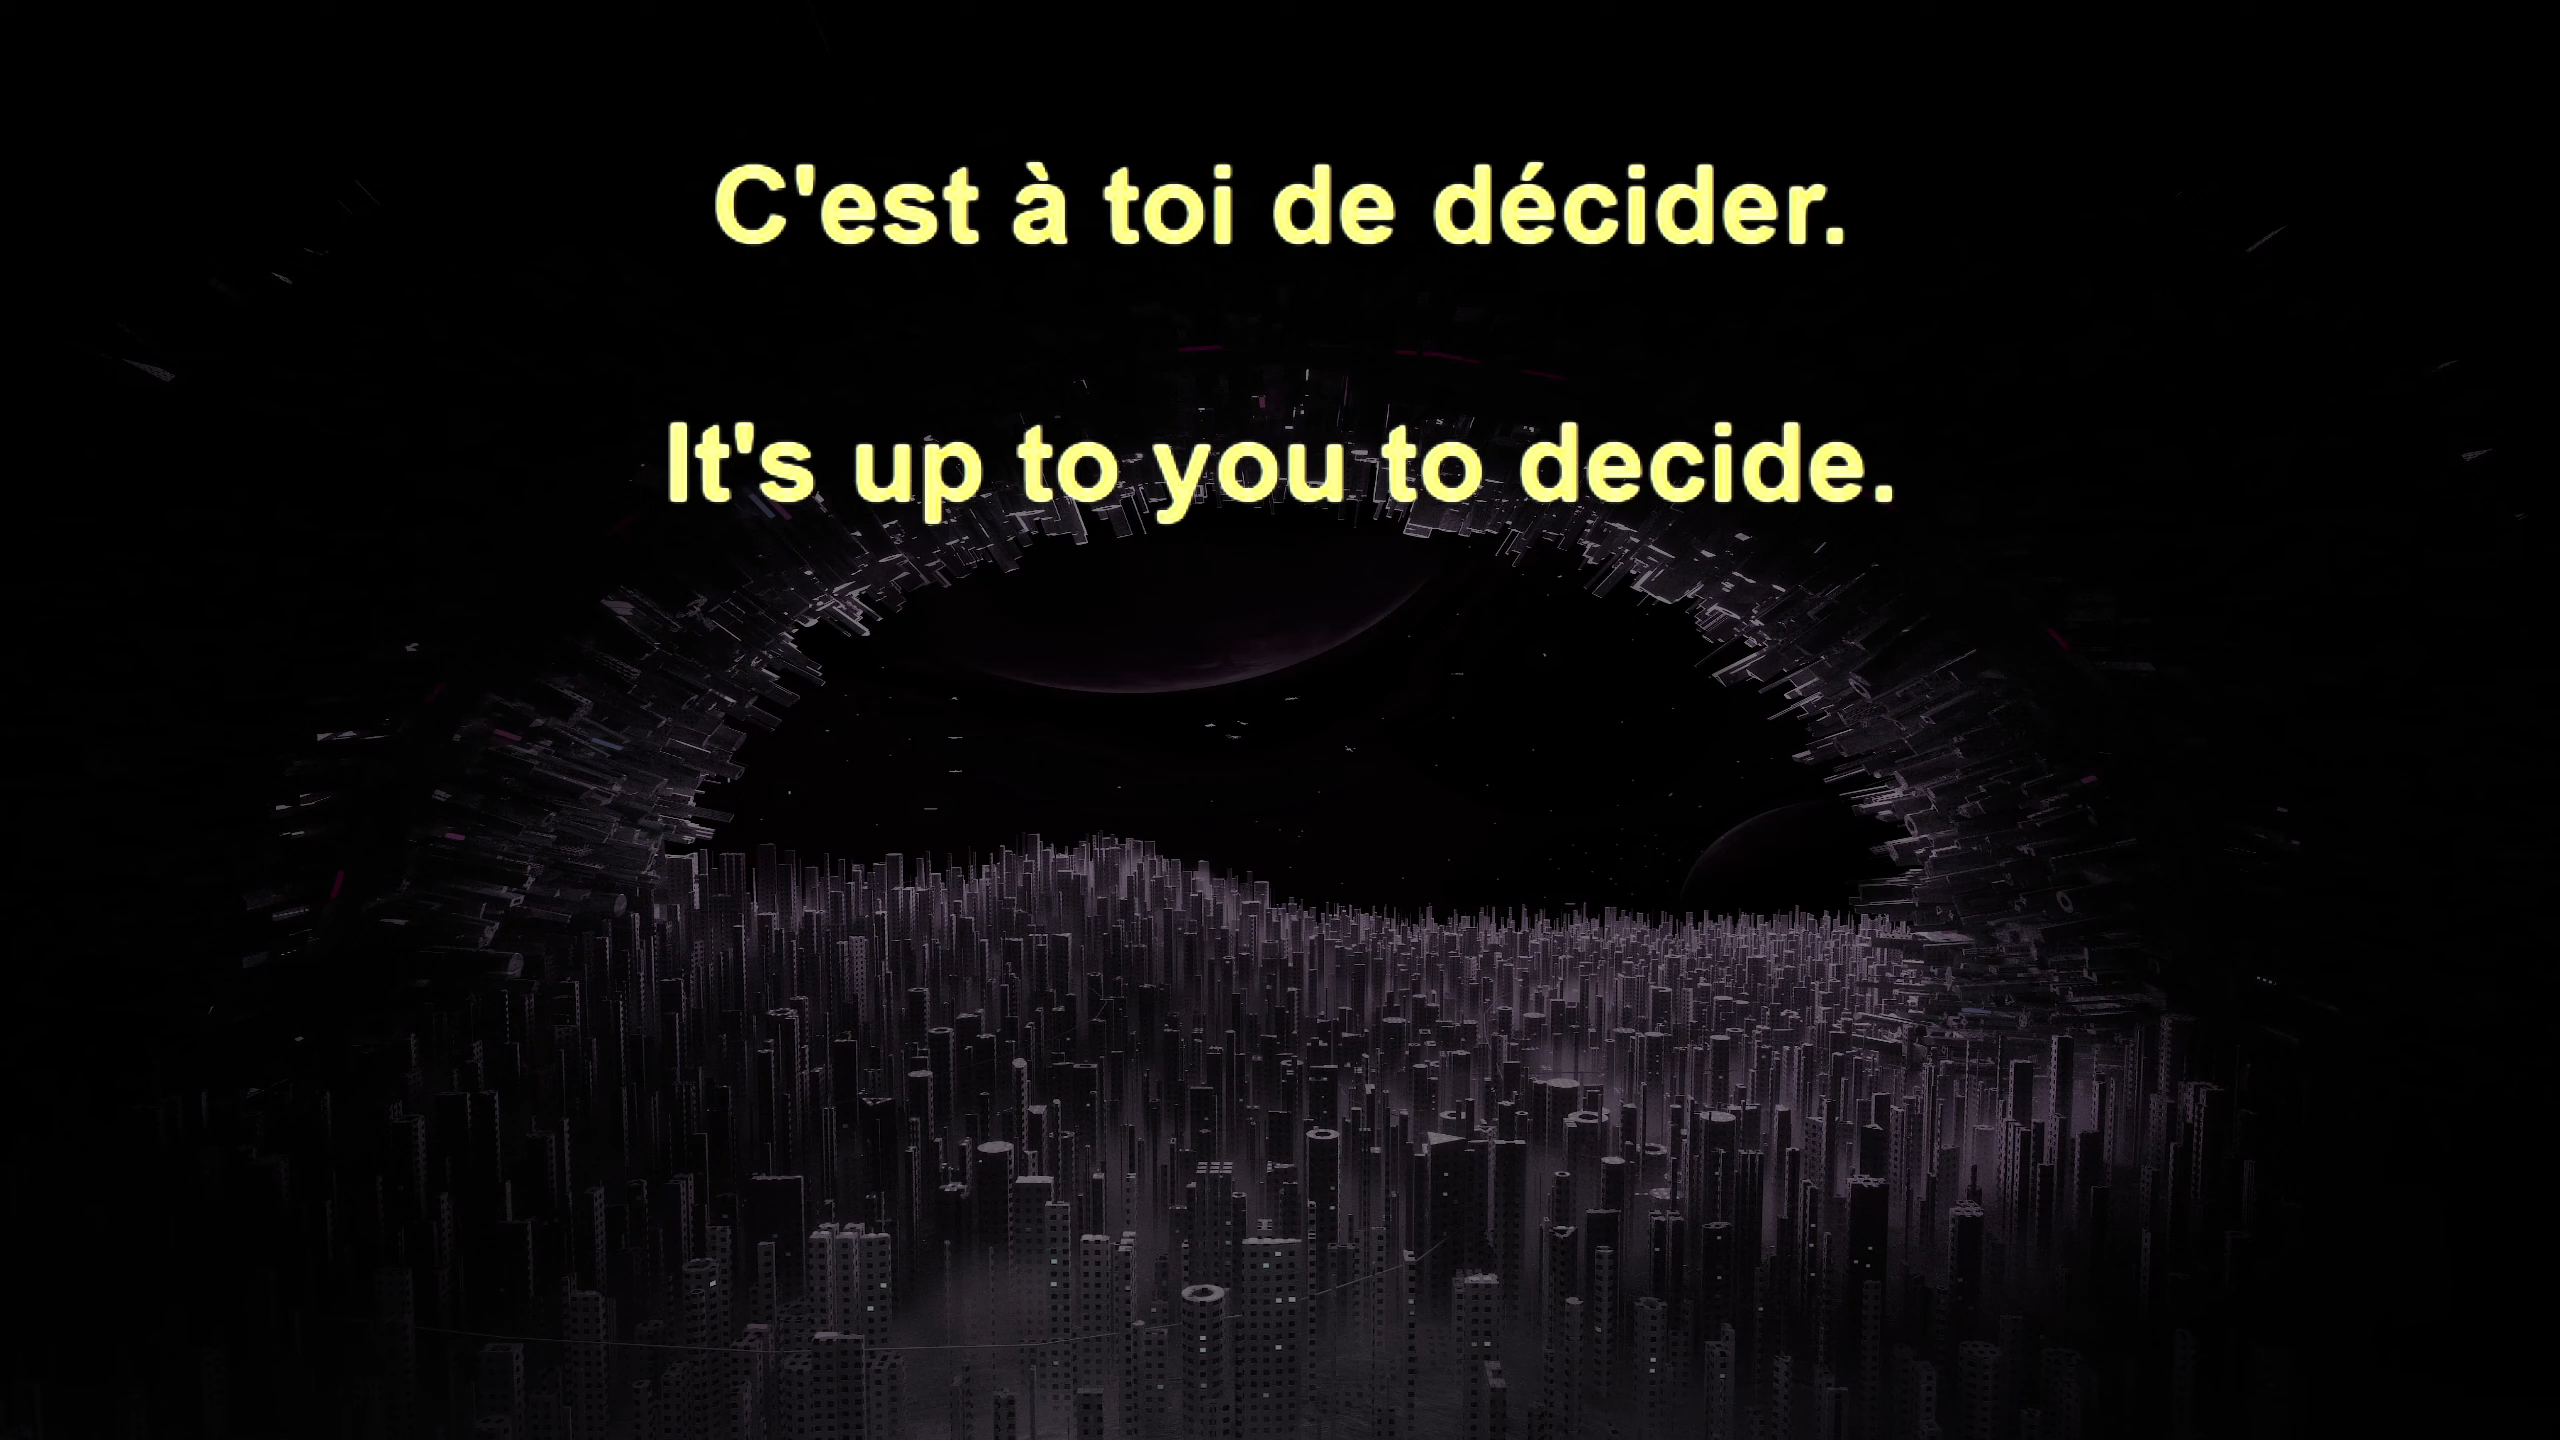 C'est à toi de décider.
It's up to you to decide.